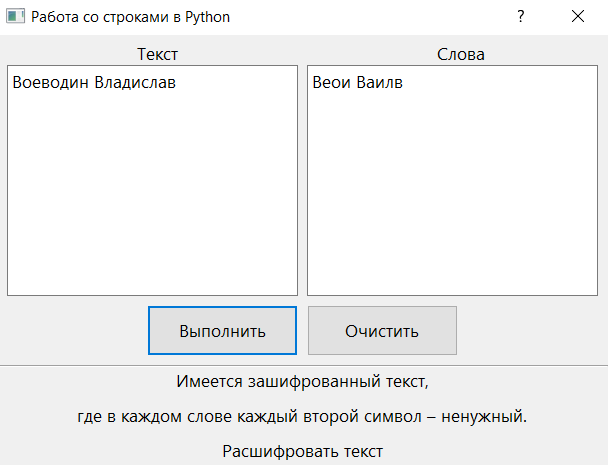 Работа со строками в Python
?
Текст
Слова
Воеводин Владислав
Веои Ваилв
Выполнить
Очистить
Имеется зашифрованный текст,
где в каждом слове каждый второй символ – ненужный.
Расшифровать текст